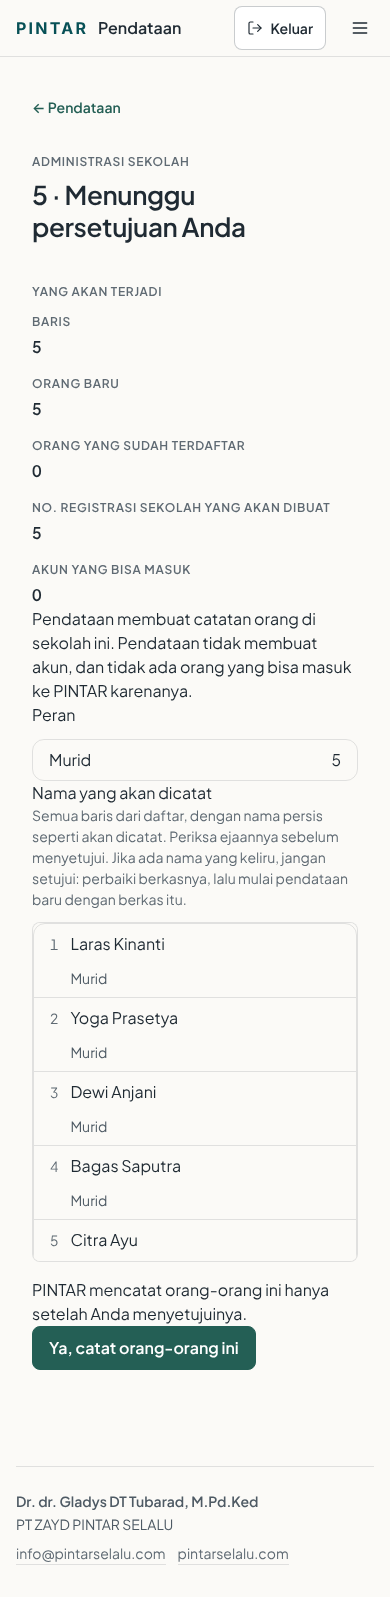 PINTAR Pendataan
Keluar
← Pendataan
ADMINISTRASI SEKOLAH
5 · Menunggu
persetujuan Anda
YANG AKAN TERJADI
BARIS
5
ORANG BARU
5
ORANG YANG SUDAH TERDAFTAR
0
NO. REGISTRASI SEKOLAH YANG AKAN DIBUAT
5
AKUN YANG BISA MASUK
0
Pendataan membuat catatan orang di
sekolah ini. Pendataan tidak membuat
akun, dan tidak ada orang yang bisa masuk
ke PINTAR karenanya.
Peran
Murid 5
Nama yang akan dicatat
Semua baris dari daftar, dengan nama persis
seperti akan dicatat. Periksa ejaannya sebelum
menyetujui. Jika ada nama yang keliru, jangan
setujui: perbaiki berkasnya, lalu mulai pendataan
baru dengan berkas itu.
1 Laras Kinanti
Murid
2 Yoga Prasetya
Murid
3 Dewi Anjani
Murid
4 Bagas Saputra
Murid
5 Citra Ayu
PINTAR mencatat orang-orang ini hanya
setelah Anda menyetujuinya.
Ya, catat orang-orang ini
Dr. dr. Gladys DT Tubarad, M.Pd.Ked
PT ZAYD PINTAR SELALU
info@pintarselalu.com pintarselalu.com